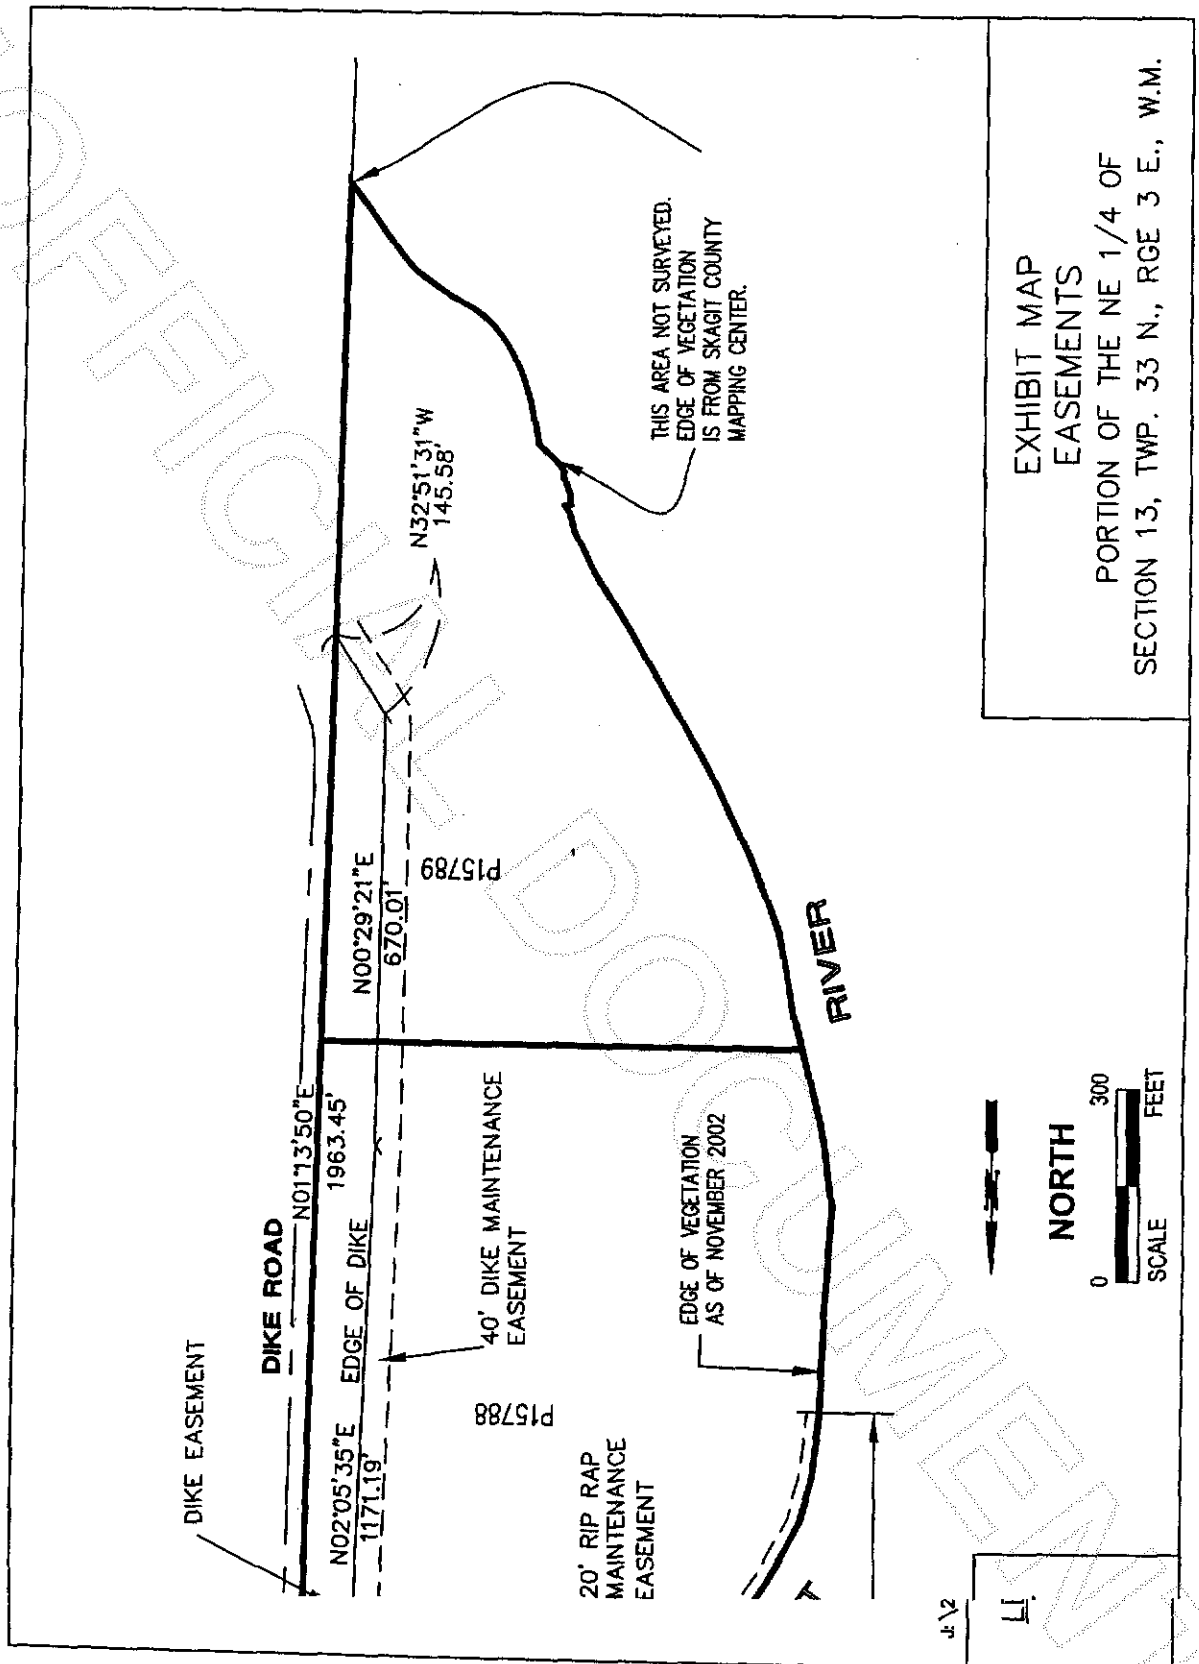 DIKE EASEMENT
DIKE ROAD
N01°13'50"E
1963.45'
N02°05'35"E
1171.19'
EDGE OF DIKE
40' DIKE MAINTENANCE
EASEMENT
P15788
20' RIP RAP
MAINTENANCE
EASEMENT
EDGE OF VEGETATION
AS OF NOVEMBER 2002
N00°29'21"E
670.01'
P15789
N32°51'31"W
145.58'
THIS AREA NOT SURVEYED.
EDGE OF VEGETATION
IS FROM SKAGIT COUNTY
MAPPING CENTER.
RIVER
NORTH
0 300
SCALE FEET
J:\2
EXHIBIT MAP
EASEMENTS
PORTION OF THE NE 1/4 OF
SECTION 13, TWP. 33 N., RGE 3 E., W.M.
OFFICIAL DOCUMENT